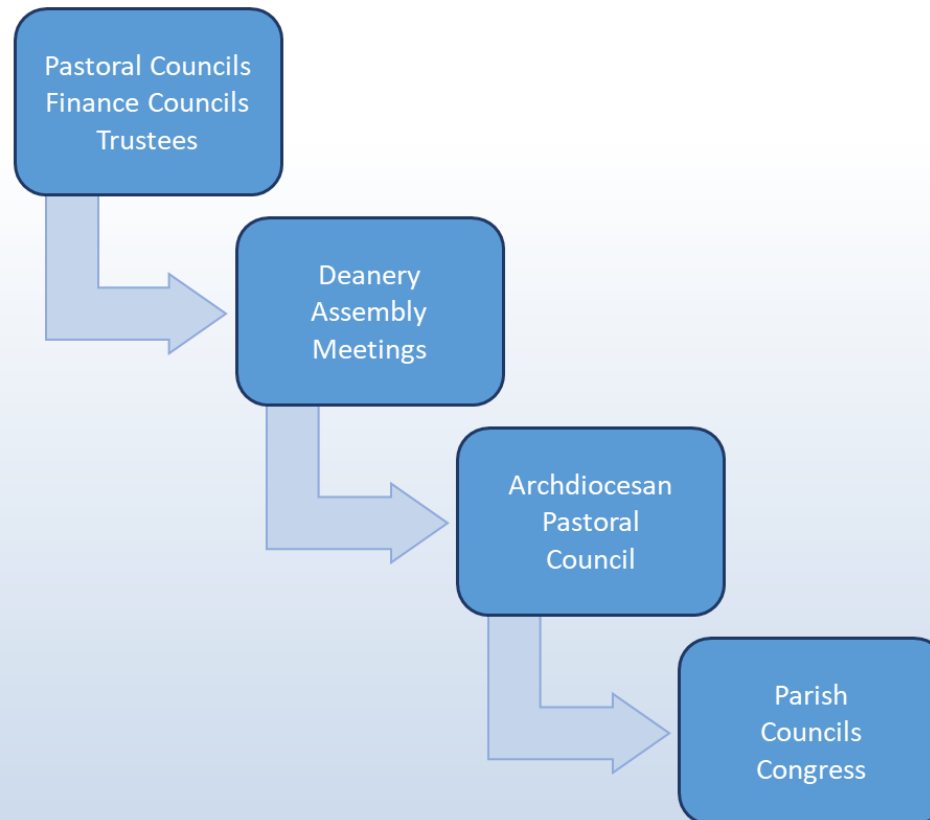 Pastoral Councils
Finance Councils
Trustees
Deanery
Assembly
Meetings
Archdiocesan
Pastoral
Council
Parish
Councils
Congress